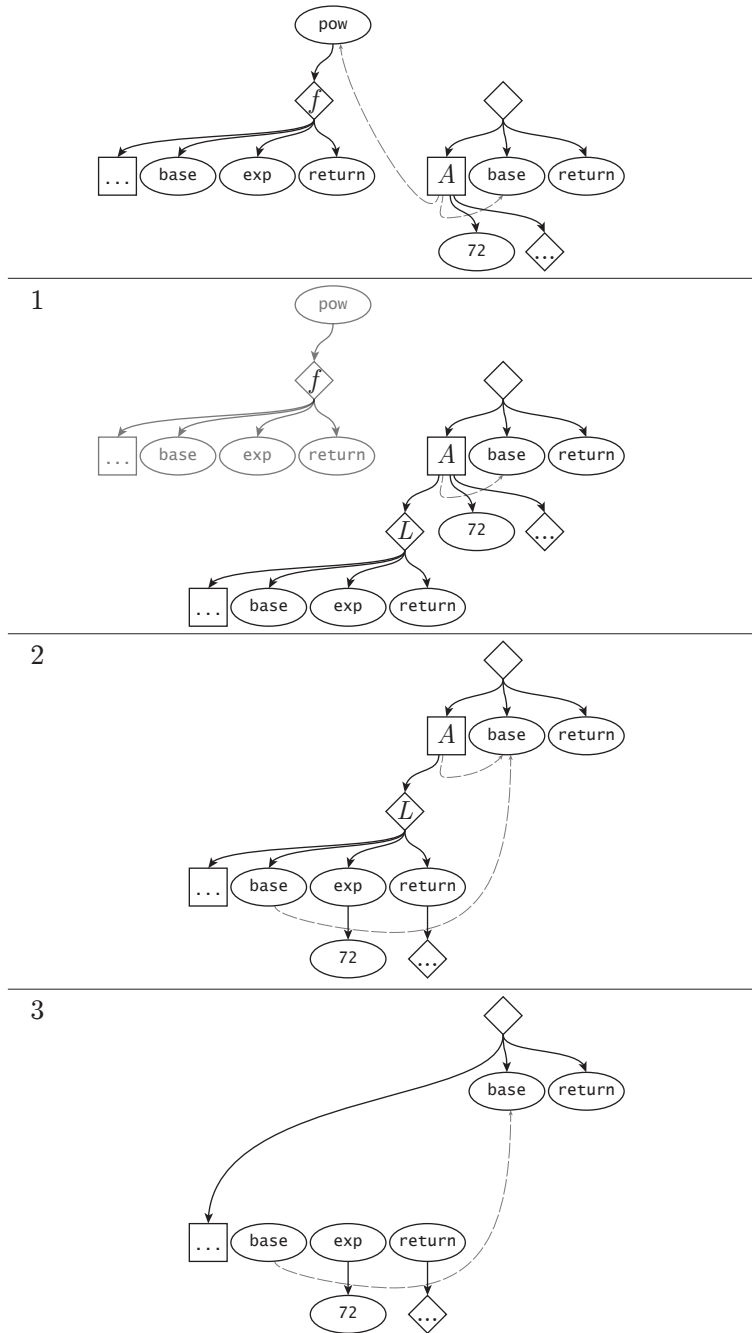 pow
f
... base exp return A base return
72 ...
1
pow
f
... base exp return A base return
L 72 ...
... base exp return
2
A base return
L
... base exp return
72 ...
3
base return
... base exp return
72 ...